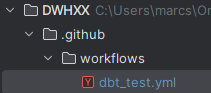 DWHXX C:\Users\marcs\Or
.github
workflows
Y dbt_test.yml